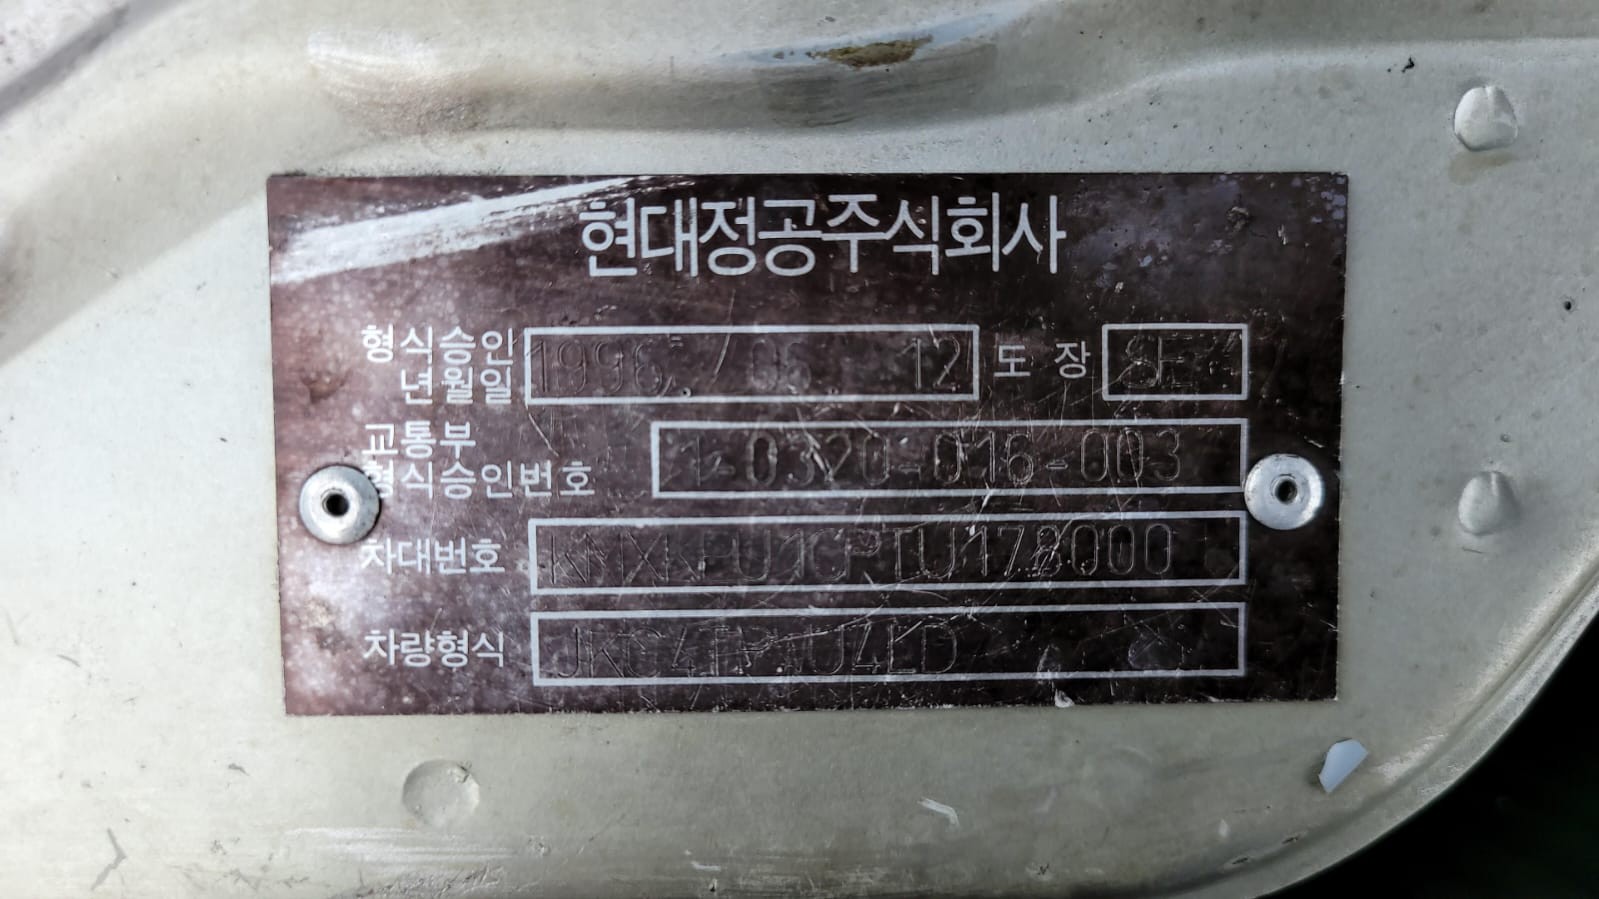 현대정공주식회사
형식승인 년월일 1996. 06. 12 도장
교통부 형식승인번호 1-0320-016-003
차대번호
차량형식